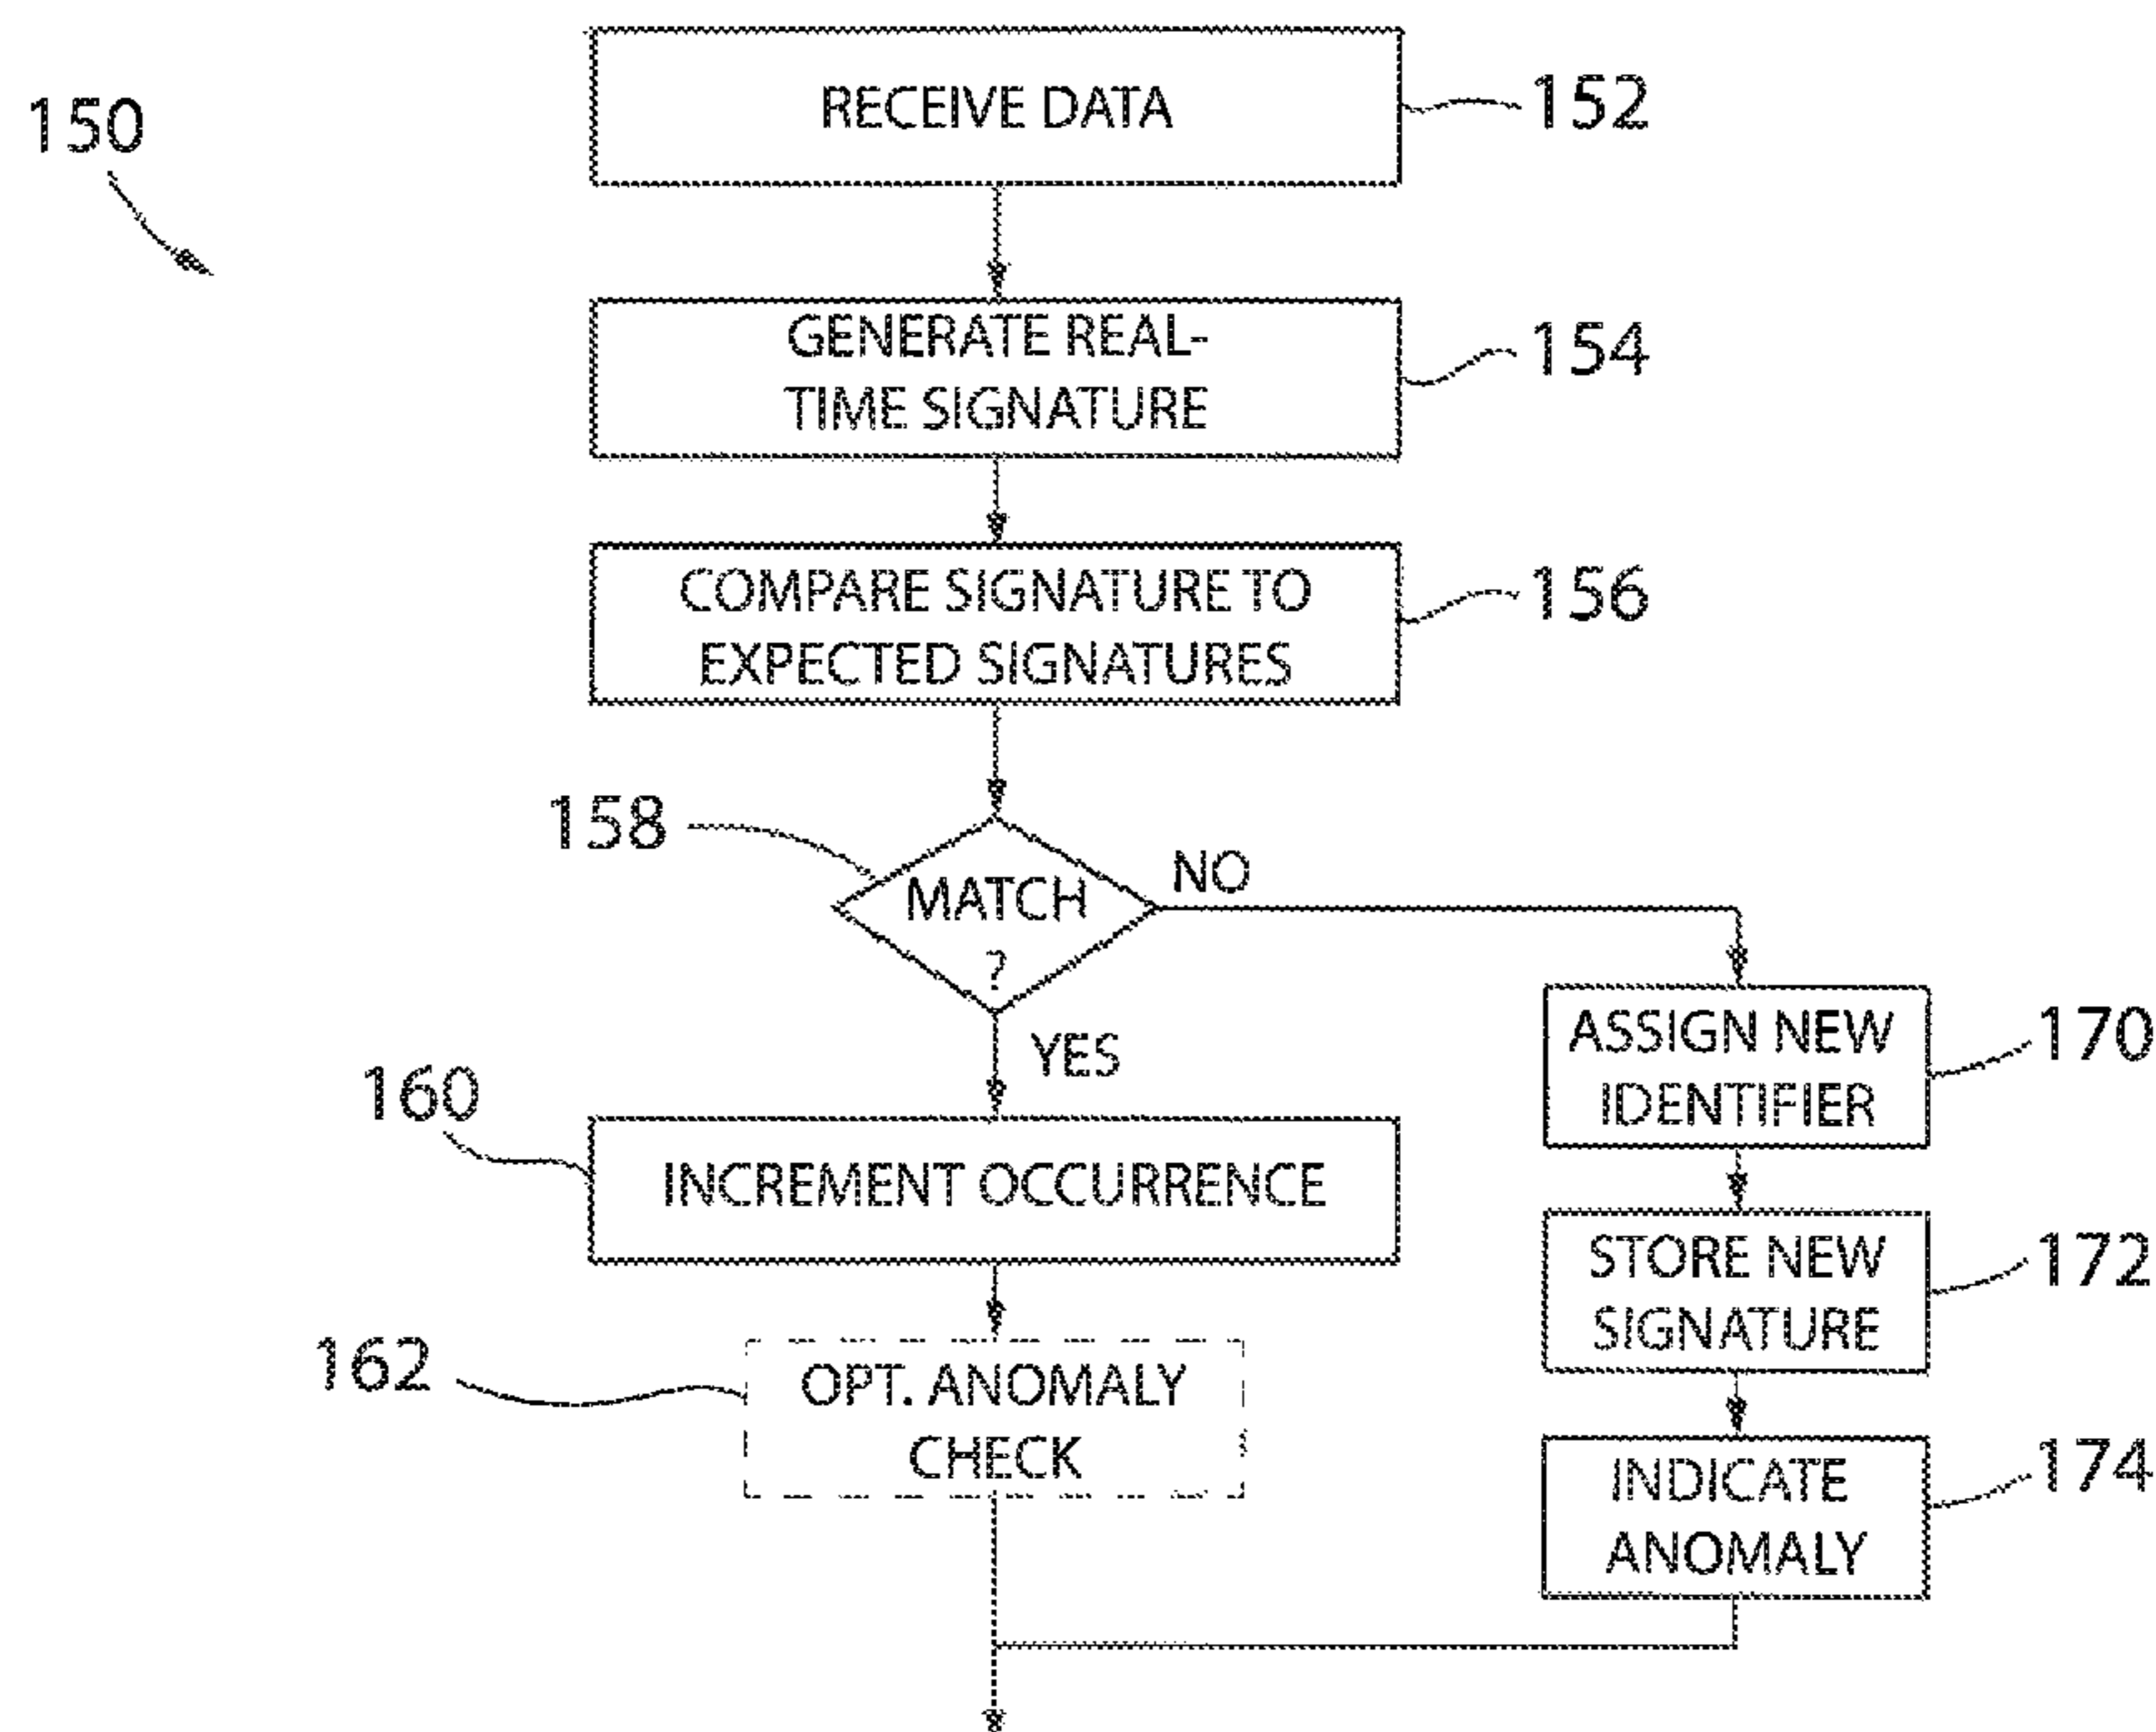 150
RECEIVE DATA
152
GENERATE REAL-
TIME SIGNATURE
154
COMPARE SIGNATURE TO
EXPECTED SIGNATURES
156
158
MATCH
?
NO
YES
160
INCREMENT OCCURRENCE
162
OPT. ANOMALY
CHECK
ASSIGN NEW
IDENTIFIER
170
STORE NEW
SIGNATURE
172
INDICATE
ANOMALY
174